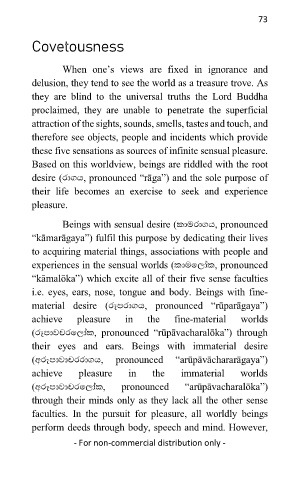 73
Covetousness
When one's views are fixed in ignorance and
delusion, they tend to see the world as a treasure trove. As
they are blind to the universal truths the Lord Buddha
proclaimed, they are unable to penetrate the superficial
attraction of the sights, sounds, smells, tastes and touch, and
therefore see objects, people and incidents which provide
these five sensations as sources of infinite sensual pleasure.
Based on this worldview, beings are riddled with the root
desire (රාගය, pronounced “rāga”) and the sole purpose of
their life becomes an exercise to seek and experience
pleasure.
Beings with sensual desire (කාමරාගය, pronounced
“kāmarāgaya”) fulfil this purpose by dedicating their lives
to acquiring material things, associations with people and
experiences in the sensual worlds (කාමලෝක, pronounced
“kāmalōka”) which excite all of their five sense faculties
i.e. eyes, ears, nose, tongue and body. Beings with fine-
material desire (රූපරාගය, pronounced “rūparāgaya”)
achieve pleasure in the fine-material worlds
(රූපාවචරලෝක, pronounced “rūpāvacharalōka”) through
their eyes and ears. Beings with immaterial desire
(අරූපාවාචරරාගය, pronounced “arūpāvāchararāgaya”)
achieve pleasure in the immaterial worlds
(අරූපාවාචරලෝක, pronounced “arūpāvacharalōka”)
through their minds only as they lack all the other sense
faculties. In the pursuit for pleasure, all worldly beings
perform deeds through body, speech and mind. However,
- For non-commercial distribution only -